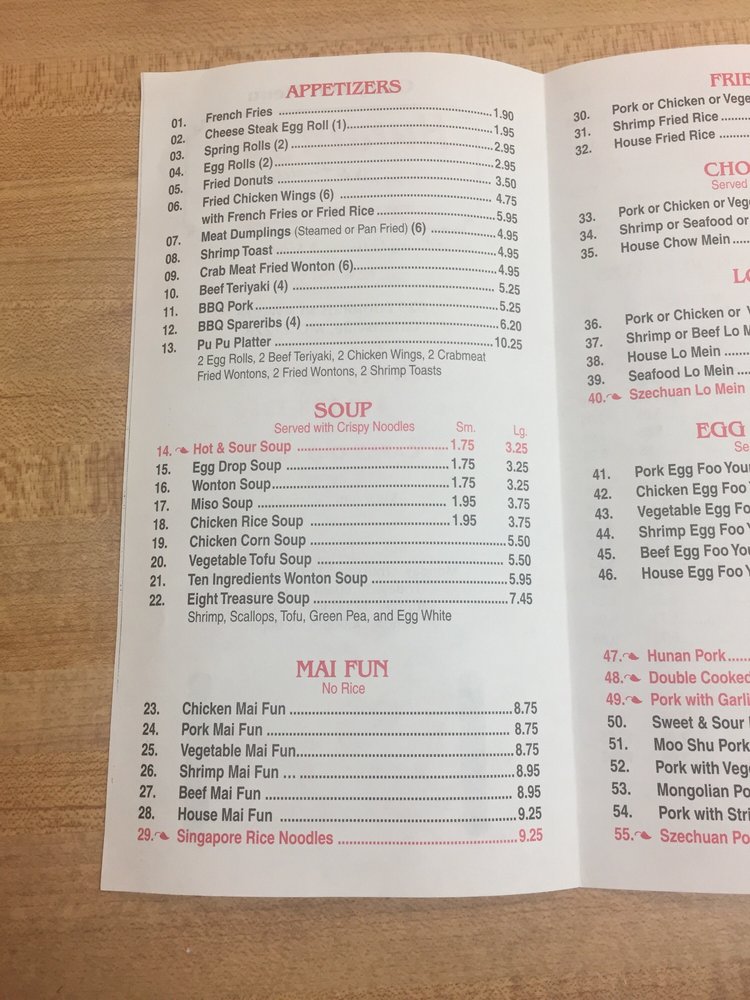 APPETIZERS
01. French Fries 1.90
02. Cheese Steak Egg Roll (1) 1.95
03. Spring Rolls (2) 2.95
04. Egg Rolls (2) 2.95
05. Fried Donuts 3.50
06. Fried Chicken Wings (6) 4.75
with French Fries or Fried Rice 5.95
07. Meat Dumplings (Steamed or Pan Fried) (6) 4.95
08. Shrimp Toast 4.95
09. Crab Meat Fried Wonton (6) 4.95
10. Beef Teriyaki (4) 5.25
11. BBQ Pork 5.25
12. BBQ Spareribs (4) 6.20
13. Pu Pu Platter 10.25
2 Egg Rolls, 2 Beef Teriyaki, 2 Chicken Wings, 2 Crabmeat
Fried Wontons, 2 Fried Wontons, 2 Shrimp Toasts
SOUP
Served with Crispy Noodles Sm. Lg.
14. Hot & Sour Soup 1.75 3.25
15. Egg Drop Soup 1.75 3.25
16. Wonton Soup 1.75 3.25
17. Miso Soup 1.95 3.75
18. Chicken Rice Soup 1.95 3.75
19. Chicken Corn Soup 5.50
20. Vegetable Tofu Soup 5.50
21. Ten Ingredients Wonton Soup 5.95
22. Eight Treasure Soup 7.45
Shrimp, Scallops, Tofu, Green Pea, and Egg White
MAI FUN
No Rice
23. Chicken Mai Fun 8.75
24. Pork Mai Fun 8.75
25. Vegetable Mai Fun 8.75
26. Shrimp Mai Fun 8.95
27. Beef Mai Fun 8.95
28. House Mai Fun 9.25
29. Singapore Rice Noodles 9.25
30. Pork or Chicken or
31. Shrimp Fried Rice
32. House Fried Rice
Served
33. Pork or Chicken or
34. Shrimp or Seafood or
35. House Chow Mein
36. Pork or Chicken or
37. Shrimp or Beef Lo
38. House Lo Mein
39. Seafood Lo Mein
40. Szechuan Lo Mein
EGG
41. Pork Egg Foo
42. Chicken Egg Foo
43. Vegetable Egg
44. Shrimp Egg Foo
45. Beef Egg Foo
46. House Egg Foo
47. Hunan Pork
48. Double Cooked
49. Pork with
50. Sweet & Sour
51. Moo Shu Pork
52. Pork with
53. Mongolian
54. Pork with
55. Szechuan